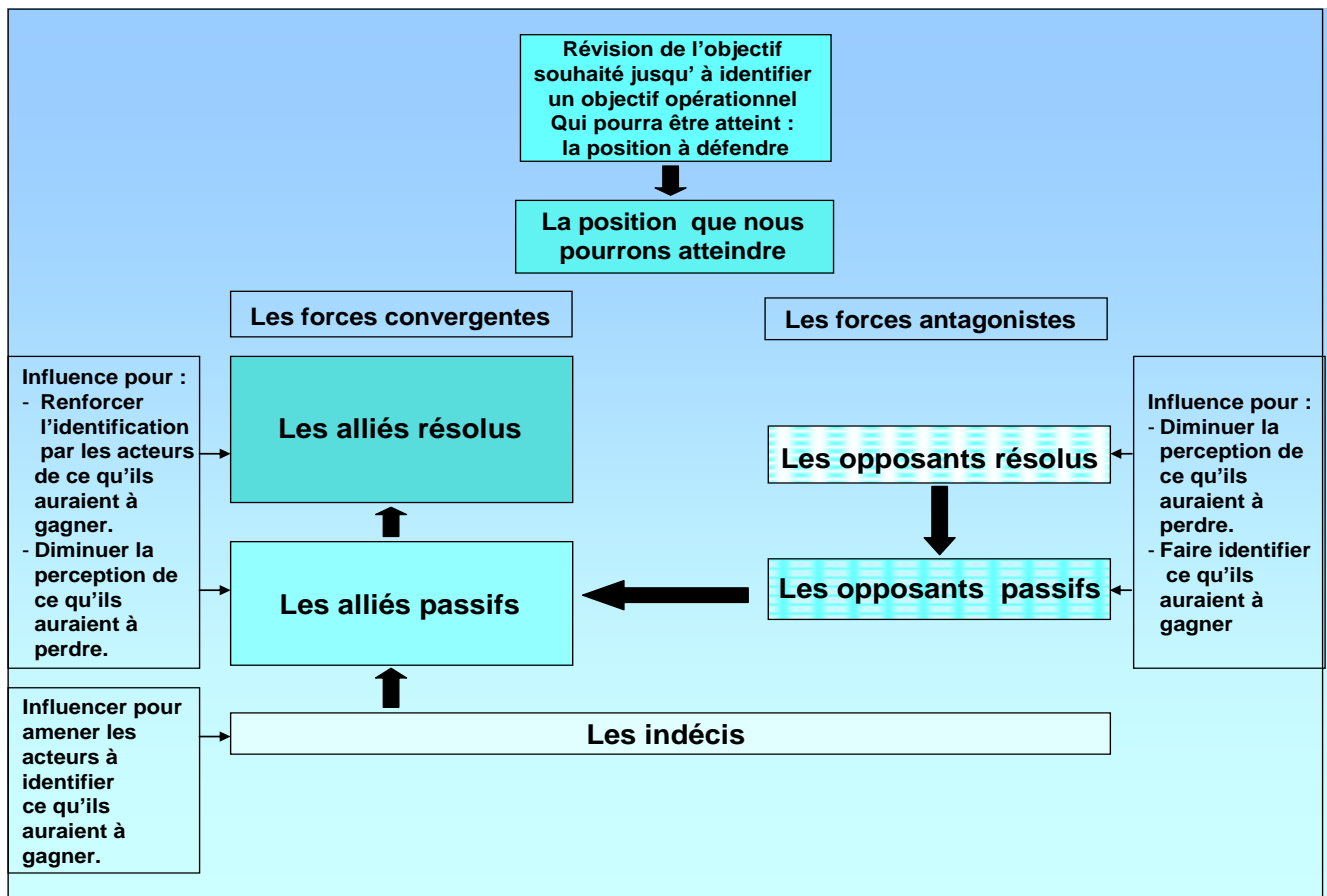 Révision de l’objectif
souhaité jusqu’ à identifier
un objectif opérationnel
Qui pourra être atteint :
la position à défendre
La position que nous
pourrons atteindre
Les forces convergentes
Les forces antagonistes
Influence pour :
- Renforcer
l’identification
par les acteurs
de ce qu’ils
auraient à
gagner.
- Diminuer la
perception de
ce qu’ils
auraient à
perdre.
Les alliés résolus
Les opposants résolus
Influence pour :
- Diminuer la
perception de
ce qu’ils
auraient à
perdre.
- Faire identifier
ce qu’ils
auraient à
gagner
Les alliés passifs
Les opposants passifs
Influencer pour
amener les
acteurs à
identifier
ce qu’ils
auraient à
gagner.
Les indécis